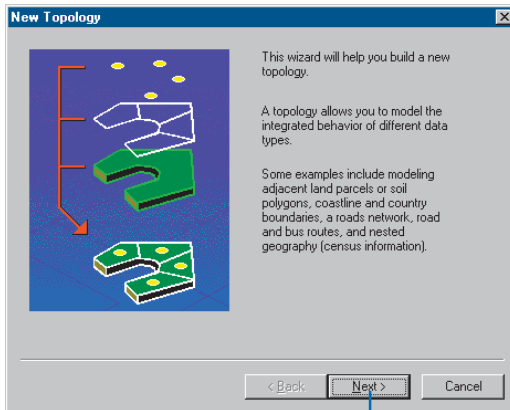 New Topology
This wizard will help you build a new
topology.
A topology allows you to model the
integrated behavior of different data
types.
Some examples include modeling
adjacent land parcels or soil
polygons, coastline and country
boundaries, a roads network, road
and bus routes, and nested
geography (census information).
< Back
Next >
Cancel